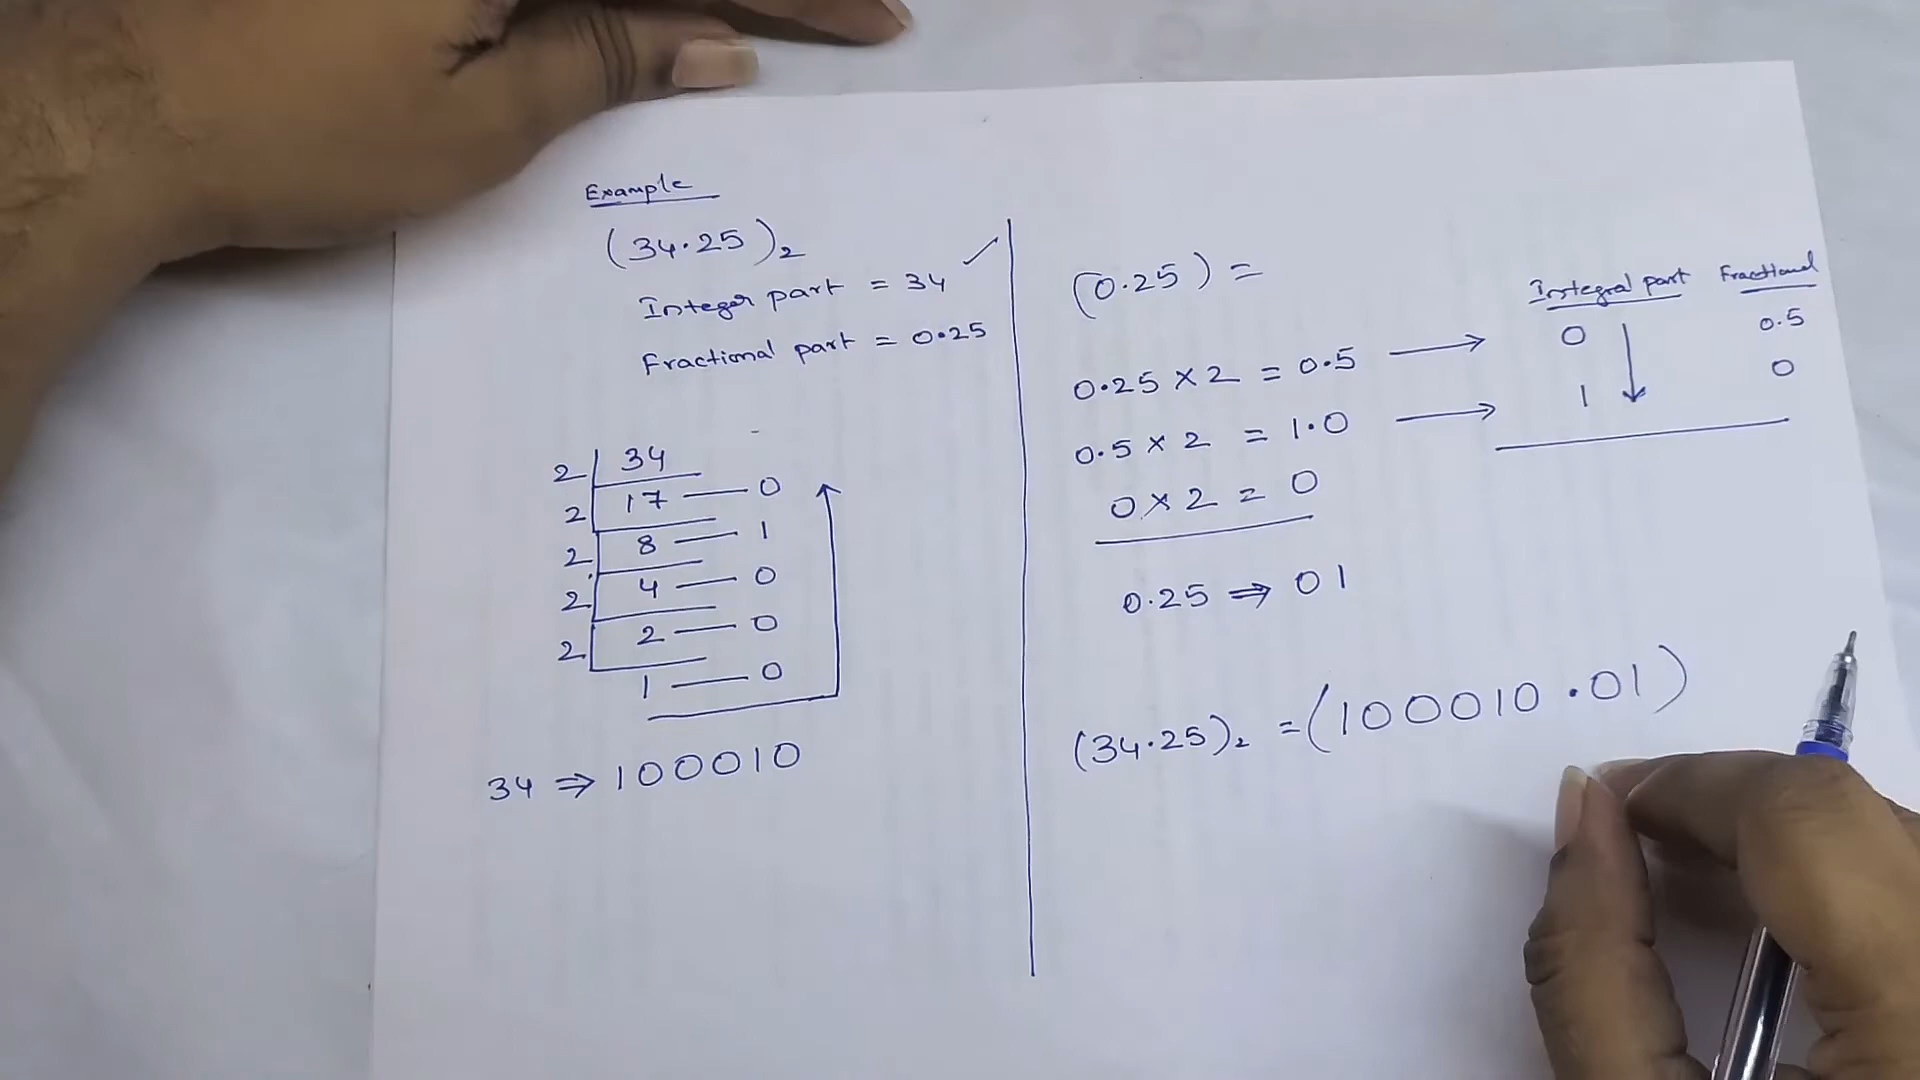 Example
(34.25)₂
Integer part = 34 ✓
Fractional part = 0.25
2 | 34
2 | 17 — 0
2 | 8 — 1
2 | 4 — 0
2 | 2 — 0
1 — 0
34 ⇒ 100010
(0.25) =
Integral part Fractional
0.25 × 2 = 0.5 → 0 0.5
0.5 × 2 = 1.0 → 1 0
0 × 2 = 0
0.25 ⇒ 01
(34.25)₂ = (100010.01)